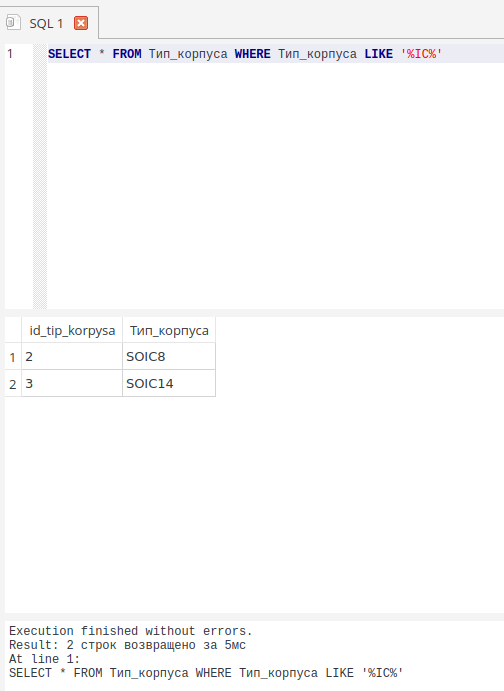 SQL 1
1 SELECT * FROM Тип_корпуса WHERE Тип_корпуса LIKE '%IC%'
id_tip_korpysa Тип_корпуса
1 2 SOIC8
2 3 SOIC14
Execution finished without errors.
Result: 2 строк возвращено за 5мс
At line 1:
SELECT * FROM Тип_корпуса WHERE Тип_корпуса LIKE '%IC%'